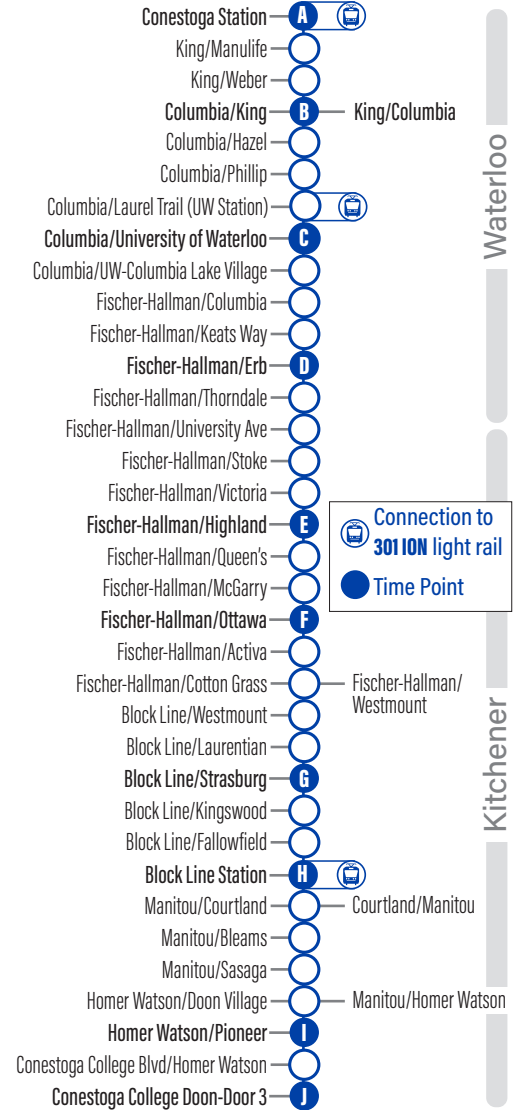 Conestoga Station A
King/Manulife
King/Weber
Columbia/King B King/Columbia
Columbia/Hazel
Columbia/Phillip
Columbia/Laurel Trail (UW Station)
Columbia/University of Waterloo C
Columbia/UW-Columbia Lake Village
Fischer-Hallman/Columbia
Fischer-Hallman/Keats Way
Fischer-Hallman/Erb D
Fischer-Hallman/Thorndale
Fischer-Hallman/University Ave
Fischer-Hallman/Stoke
Fischer-Hallman/Victoria
Fischer-Hallman/Highland E
Fischer-Hallman/Queen's
Fischer-Hallman/McGarry
Fischer-Hallman/Ottawa F
Fischer-Hallman/Activa
Fischer-Hallman/Cotton Grass Fischer-Hallman/
Westmount
Block Line/Westmount
Block Line/Laurentian
Block Line/Strasburg G
Block Line/Kingswood
Block Line/Fallowfield
Block Line Station H
Manitou/Courtland Courtland/Manitou
Manitou/Bleams
Manitou/Sasaga
Homer Watson/Doon Village Manitou/Homer Watson
Homer Watson/Pioneer I
Conestoga College Blvd/Homer Watson
Conestoga College Doon-Door 3 J
Connection to
301 ION light rail
Time Point
Waterloo
Kitchener